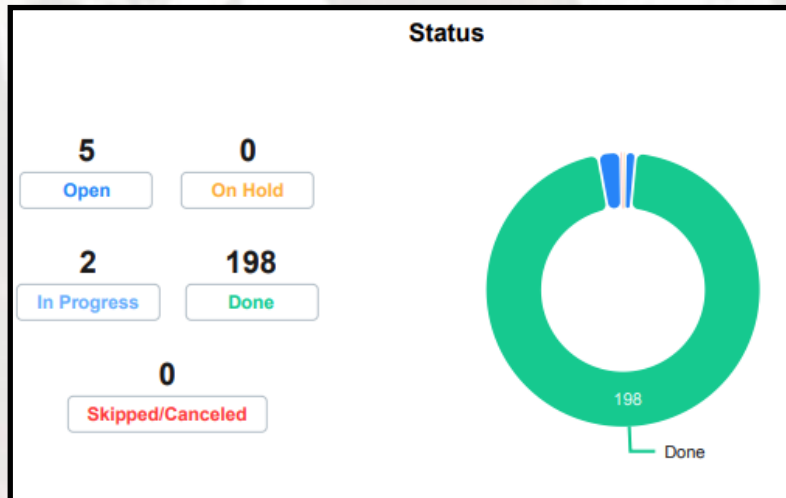 Status
5
0
Open
On Hold
2
198
In Progress
Done
0
Skipped/Canceled
198
Done